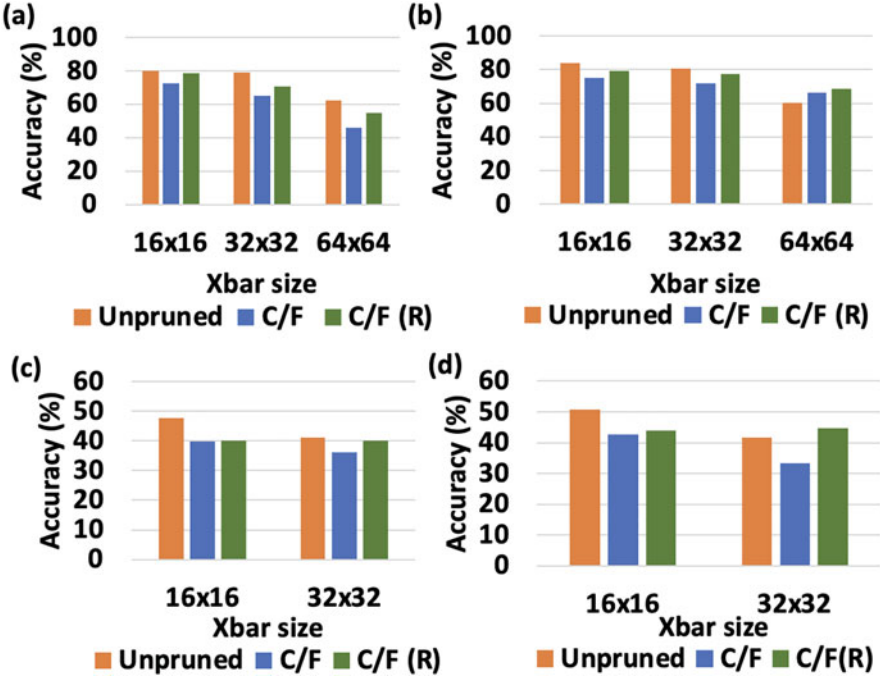 (a)
Accuracy (%)
100
80
60
40
20
0
16x16 32x32 64x64
Xbar size
Unpruned C/F C/F (R)
(b)
Accuracy (%)
100
80
60
40
20
0
16x16 32x32 64x64
Xbar size
Unpruned C/F C/F (R)
(c)
Accuracy (%)
60
50
40
30
20
10
0
16x16 32x32
Xbar size
Unpruned C/F C/F (R)
(d)
Accuracy (%)
60
50
40
30
20
10
0
16x16 32x32
Xbar size
Unpruned C/F C/F(R)